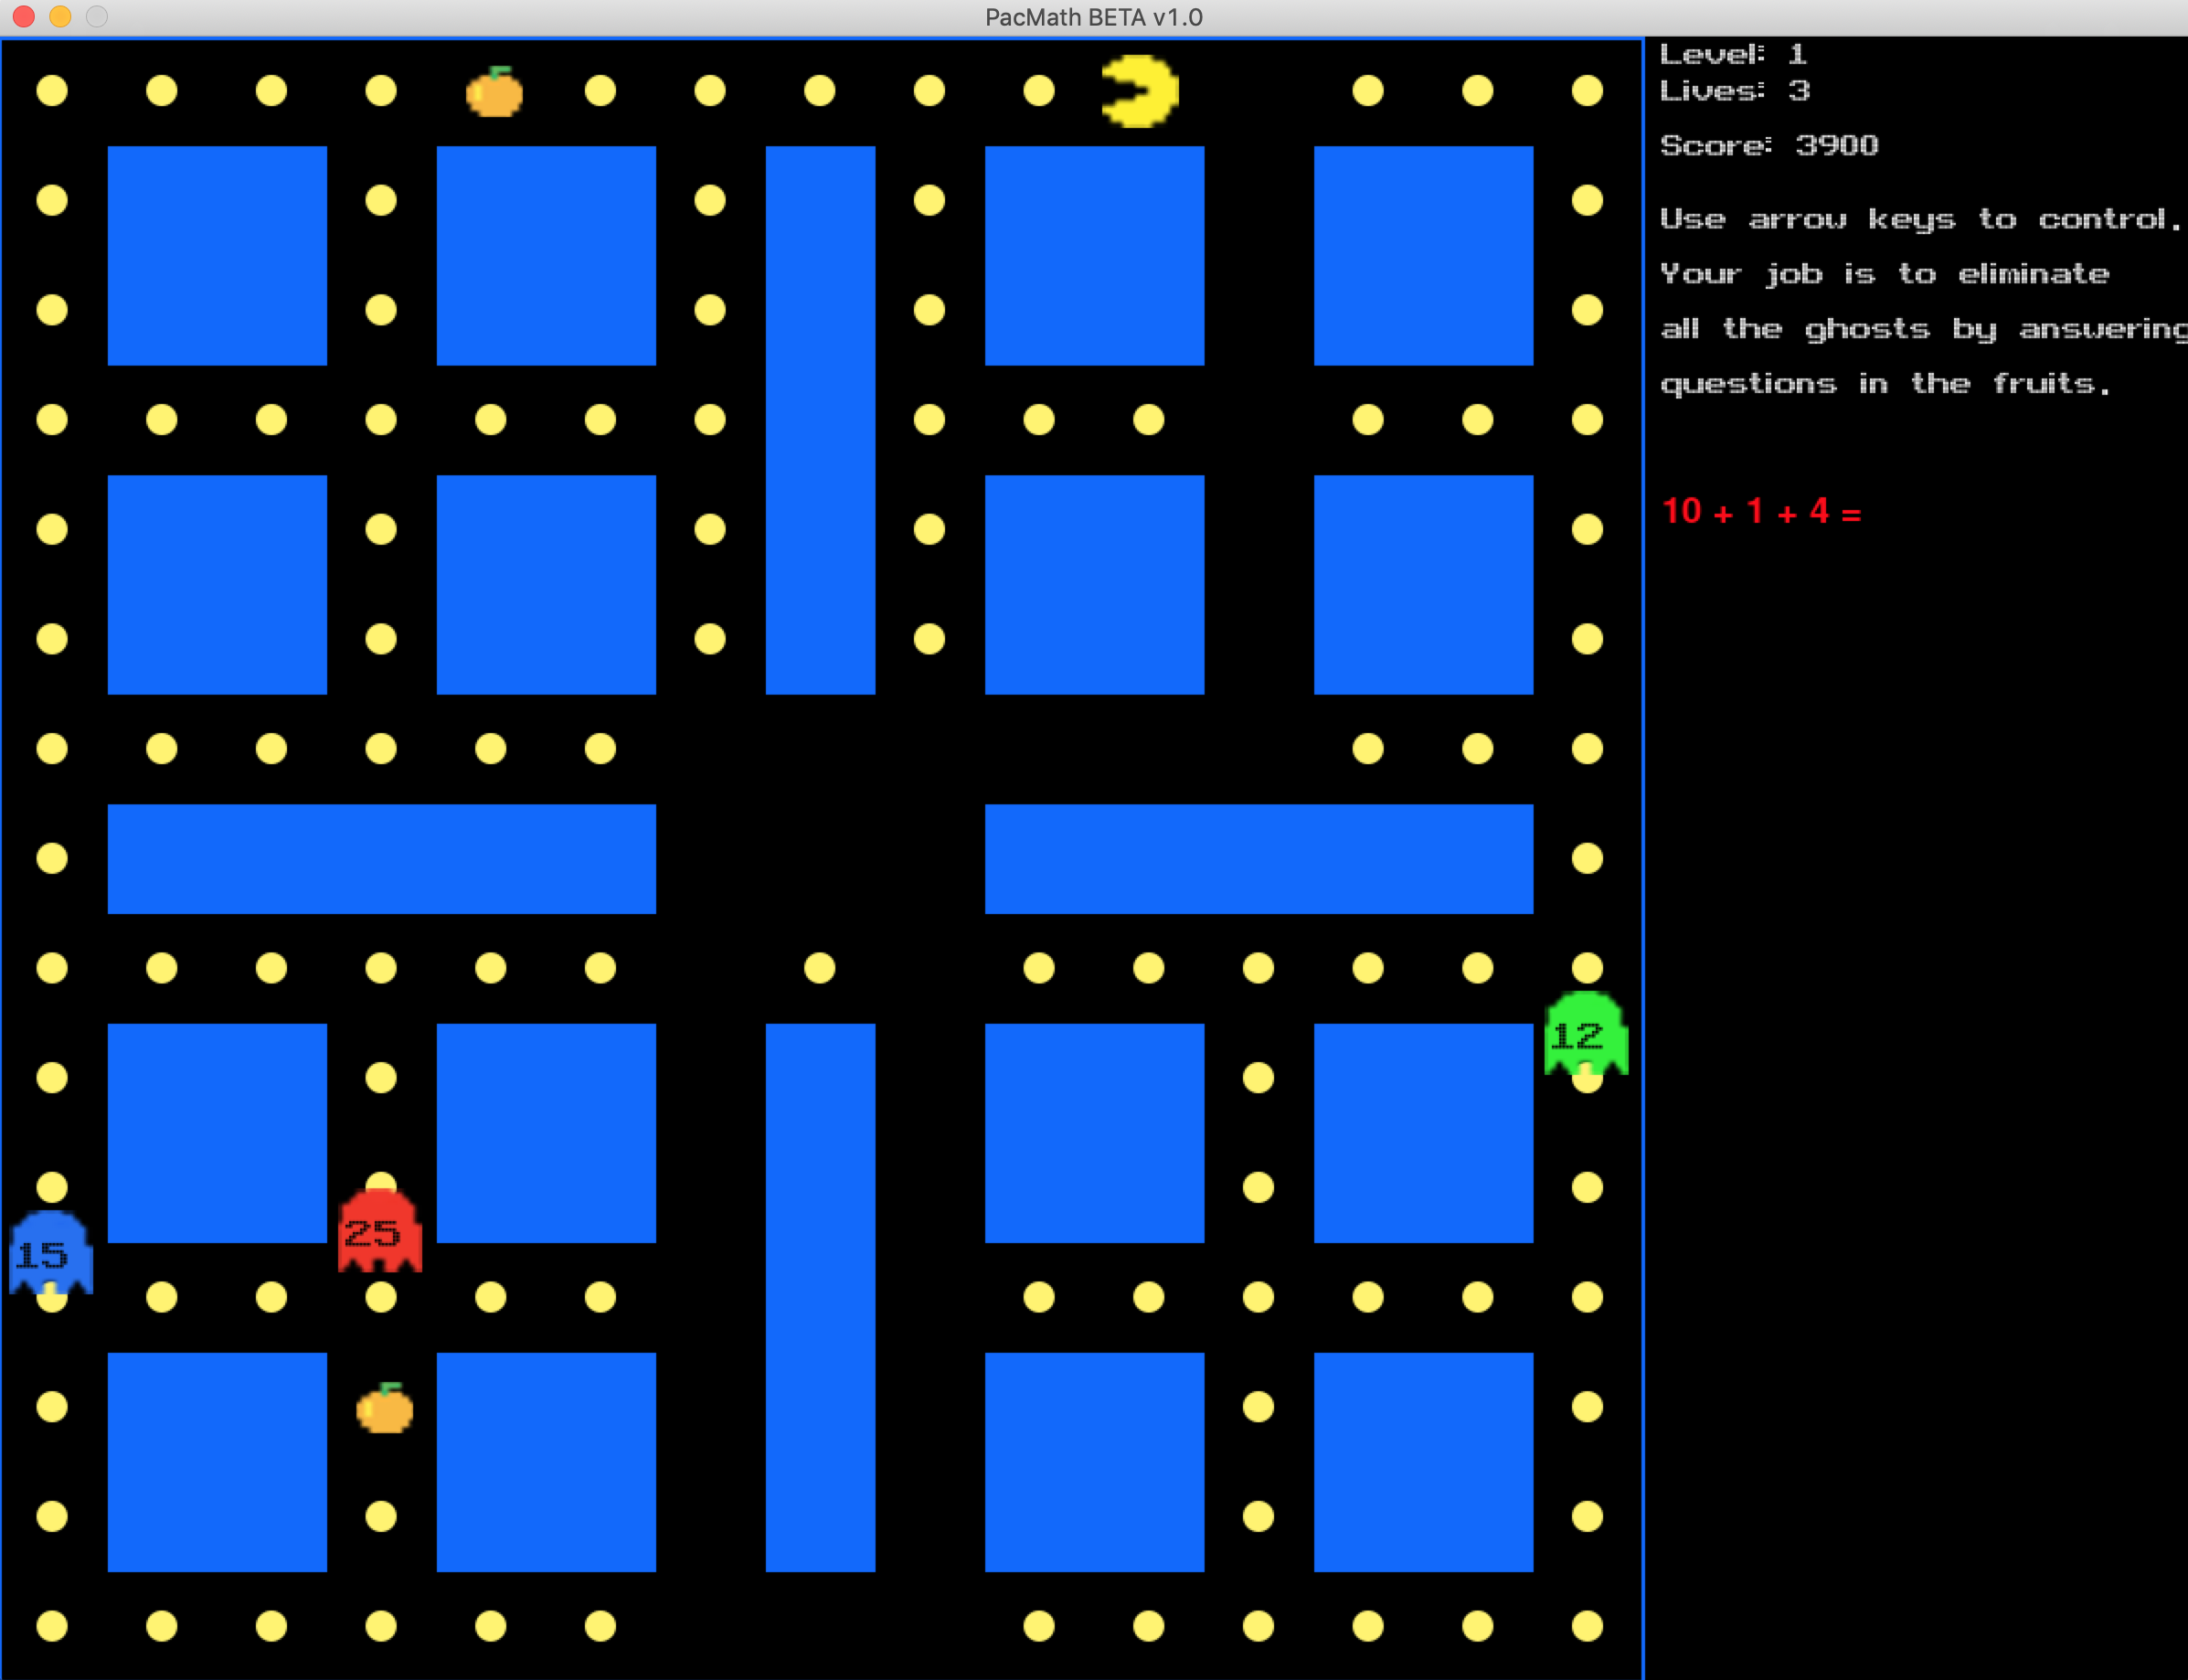 PacMath BETA v1.0
Level: 1
Lives: 3
Score: 3900
Use arrow keys to control.
Your job is to eliminate
all the ghosts by answering
questions in the fruits.
10 + 1 + 4 =
12
25
15